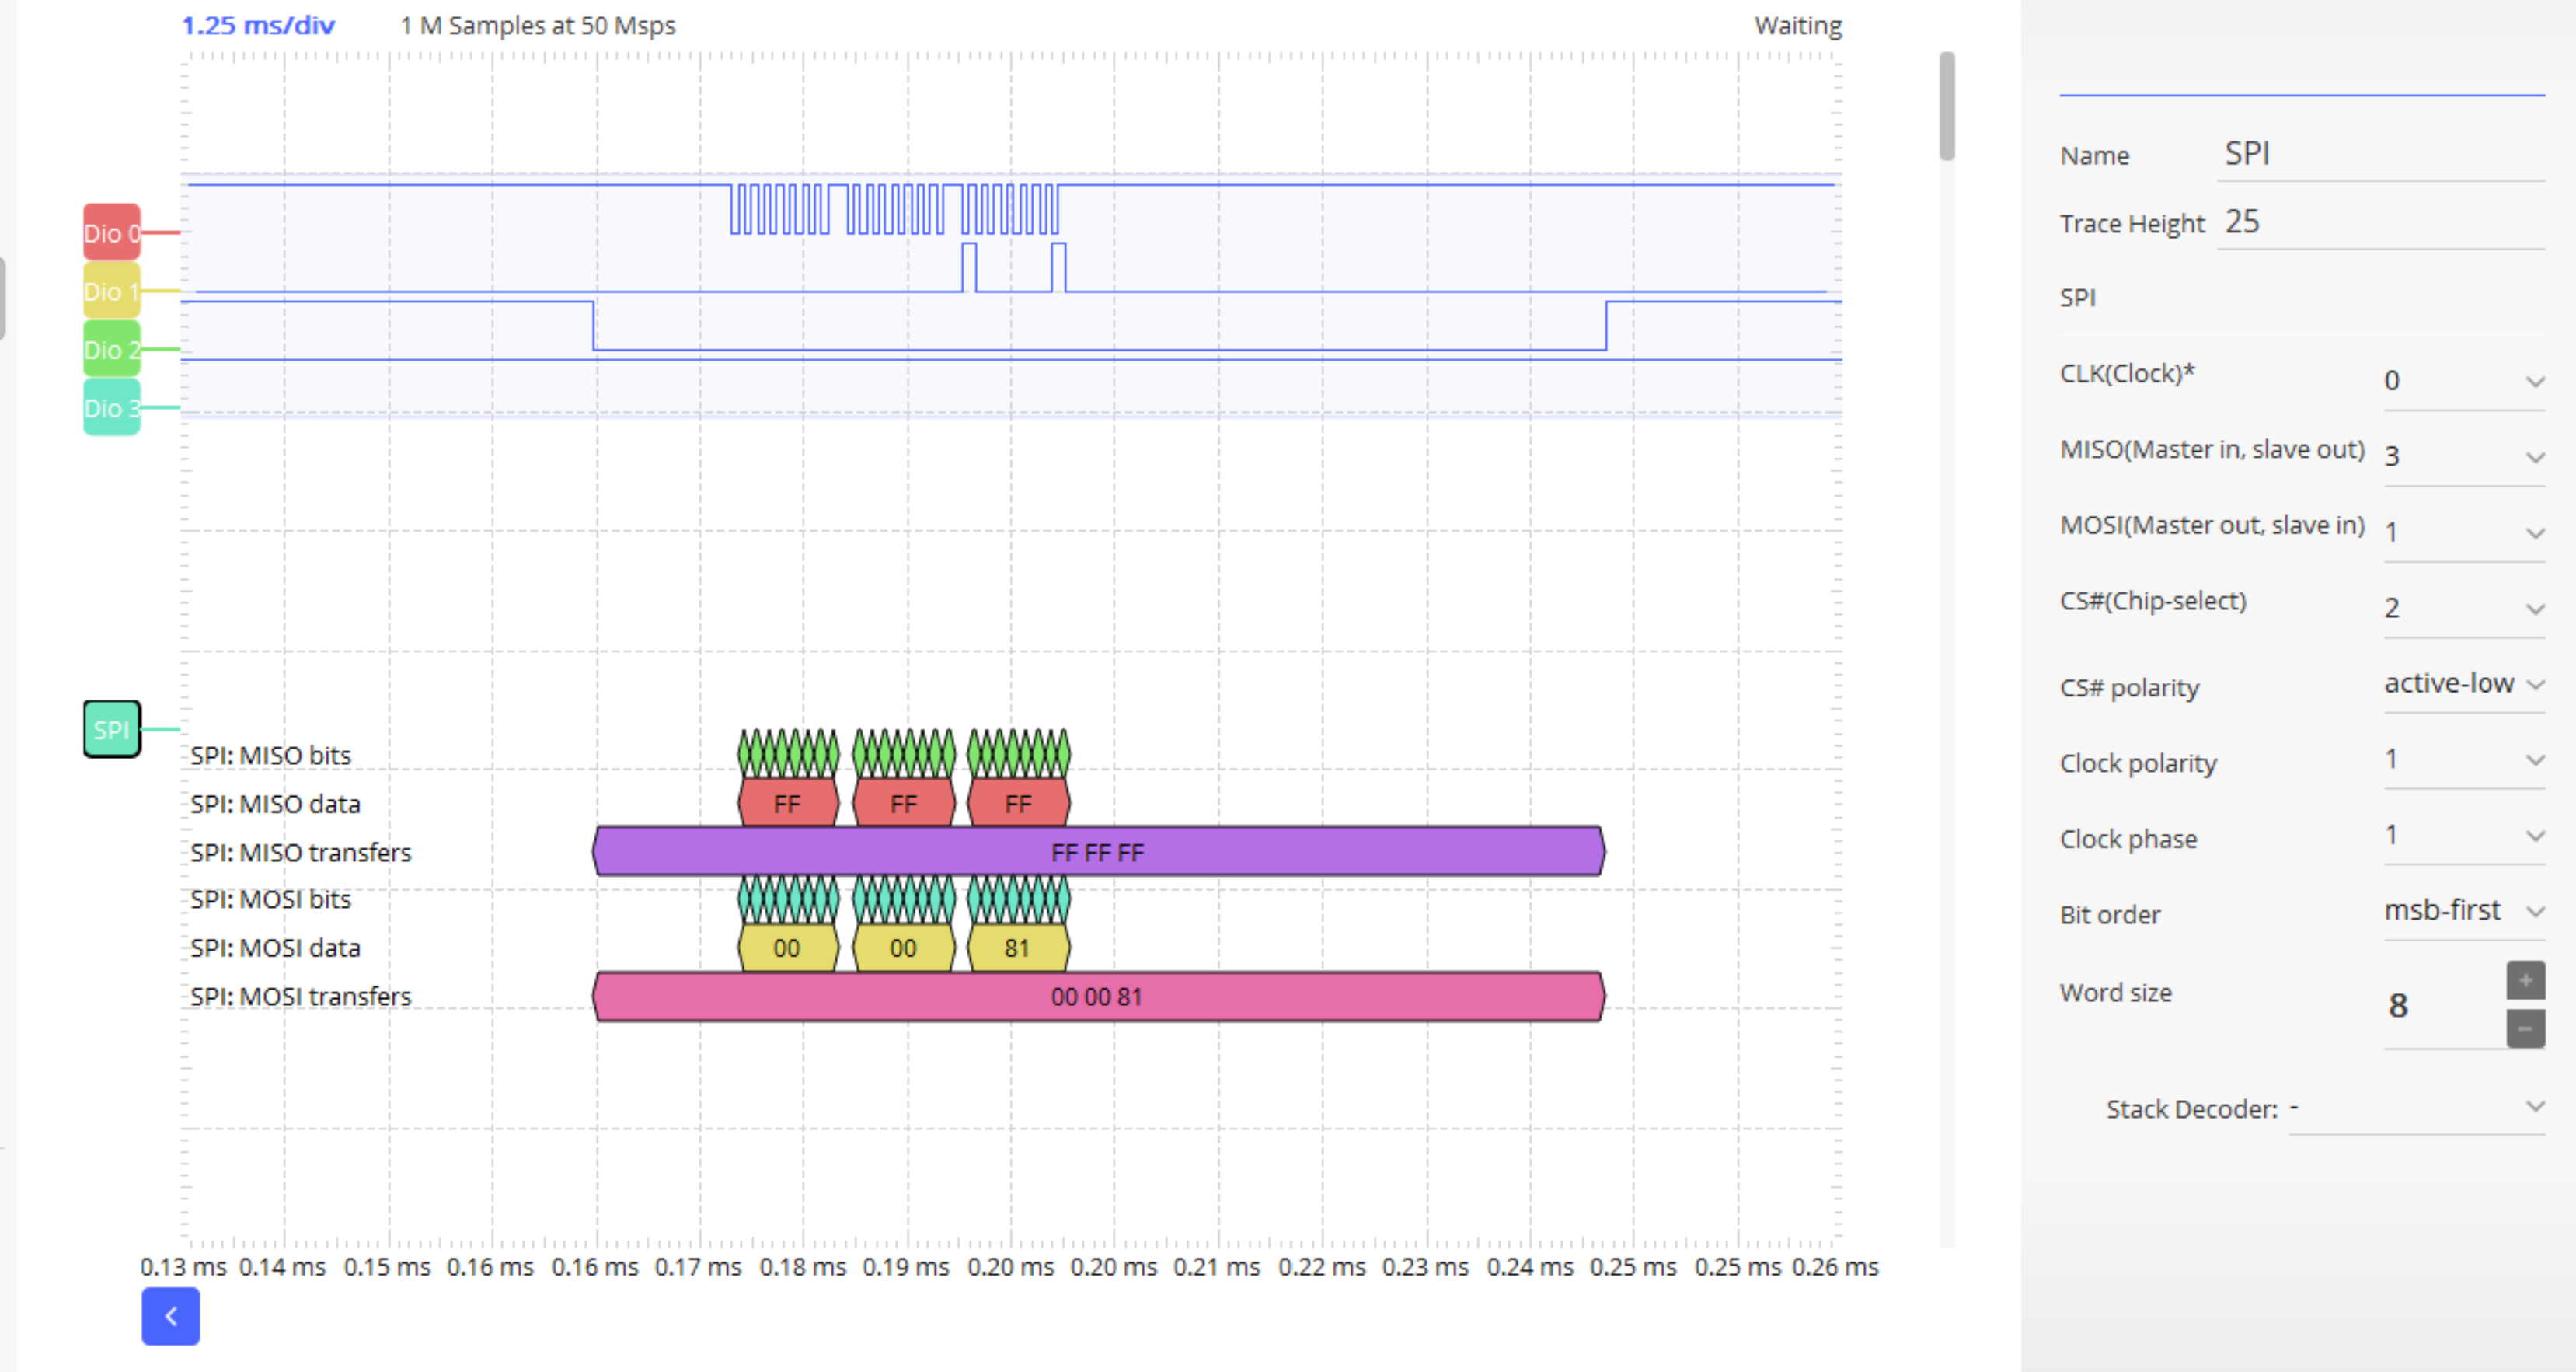 1.25 ms/div 1 M Samples at 50 Msps Waiting
Dio 0
Dio 1
Dio 2
Dio 3
SPI
SPI: MISO bits
SPI: MISO data FF FF FF
SPI: MISO transfers FF FF FF
SPI: MOSI bits
SPI: MOSI data 00 00 81
SPI: MOSI transfers 00 00 81
0.13 ms 0.14 ms 0.15 ms 0.16 ms 0.16 ms 0.17 ms 0.18 ms 0.19 ms 0.20 ms 0.20 ms 0.21 ms 0.22 ms 0.23 ms 0.24 ms 0.25 ms 0.25 ms 0.26 ms
Name SPI
Trace Height 25
SPI
CLK(Clock)* 0
MISO(Master in, slave out) 3
MOSI(Master out, slave in) 1
CS#(Chip-select) 2
CS# polarity active-low
Clock polarity 1
Clock phase 1
Bit order msb-first
Word size 8 + −
Stack Decoder: -